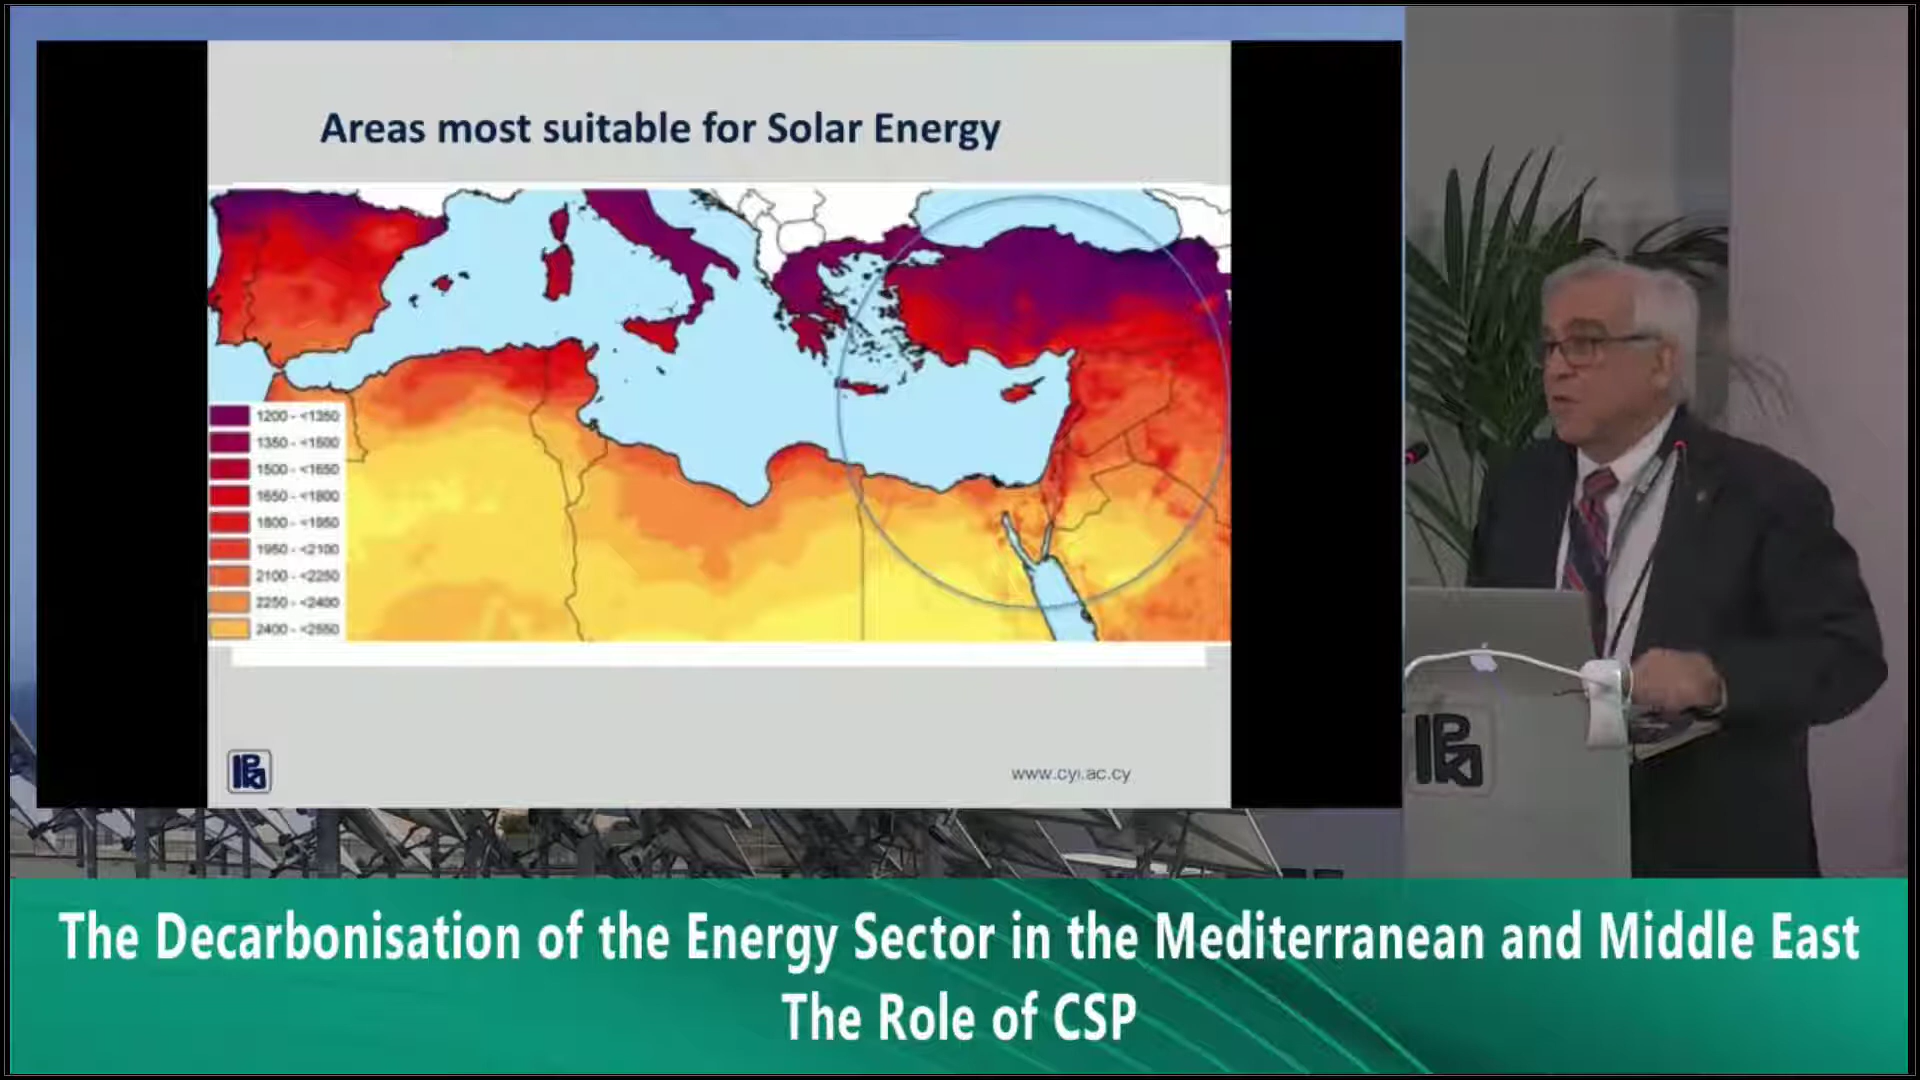 Areas most suitable for Solar Energy
1200 - <1350
1350 - <1500
1500 - <1650
1650 - <1800
1800 - <1950
1950 - <2100
2100 - <2250
2250 - <2400
2400 - <2550
www.cyi.ac.cy
The Decarbonisation of the Energy Sector in the Mediterranean and Middle East
The Role of CSP